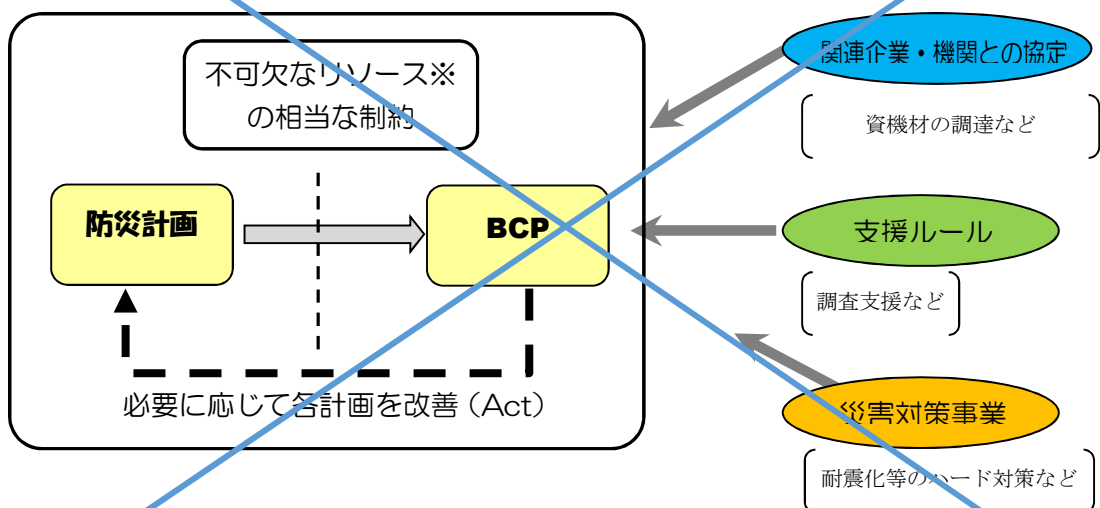 不可欠なリソース※
の相当な制約
防災計画
BCP
必要に応じて各計画を改善(Act)
関連企業・機関との協定
資機材の調達など
支援ルール
調査支援など
災害対策事業
耐震化等のハード対策など